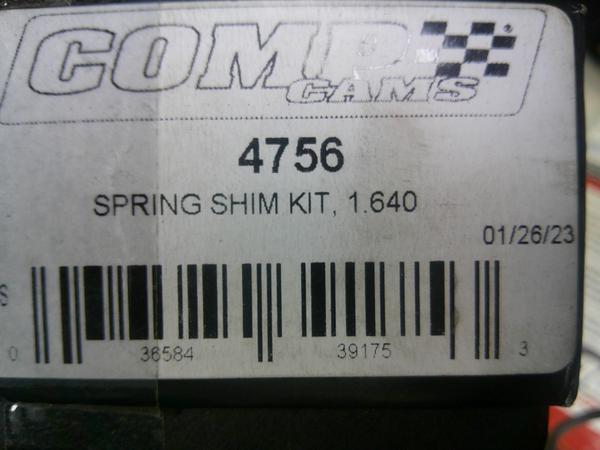 COMP
CAMS
®
4756
SPRING SHIM KIT, 1.640
01/26/23
S
0 36584 39175 3